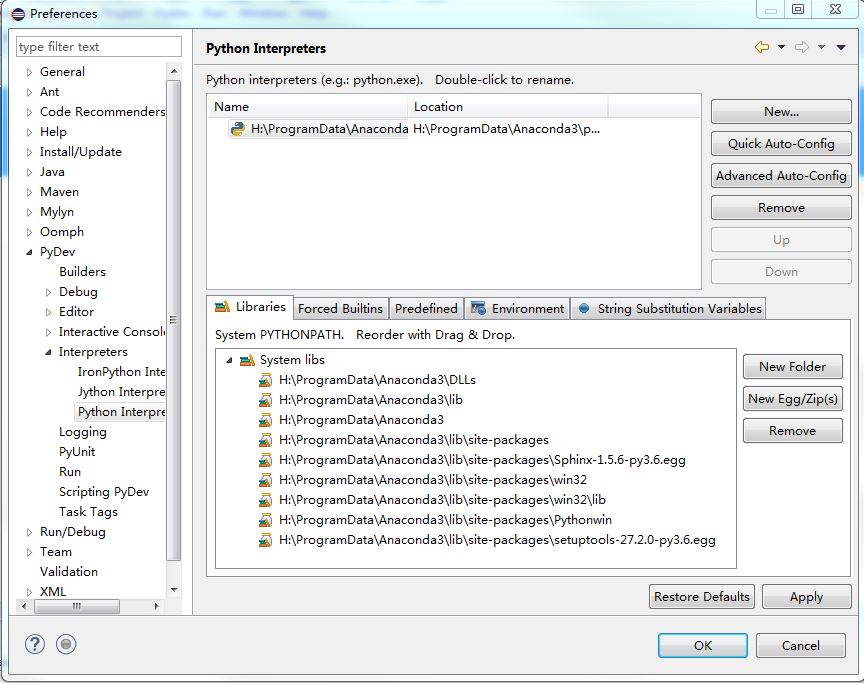 Preferences
type filter text
General
Ant
Code Recommenders
Help
Install/Update
Java
Maven
Mylyn
Oomph
PyDev
Builders
Debug
Editor
Interactive Consol
Interpreters
IronPython Inte
Jython Interpre
Python Interpre
Logging
PyUnit
Run
Scripting PyDev
Task Tags
Run/Debug
Team
Validation
XML
Python Interpreters
Python interpreters (e.g.: python.exe). Double-click to rename.
Name Location
H:\ProgramData\Anaconda H:\ProgramData\Anaconda3\p...
New...
Quick Auto-Config
Advanced Auto-Config
Remove
Up
Down
Libraries Forced Builtins Predefined Environment String Substitution Variables
System PYTHONPATH. Reorder with Drag & Drop.
System libs
H:\ProgramData\Anaconda3\DLLs
H:\ProgramData\Anaconda3\lib
H:\ProgramData\Anaconda3
H:\ProgramData\Anaconda3\lib\site-packages
H:\ProgramData\Anaconda3\lib\site-packages\Sphinx-1.5.6-py3.6.egg
H:\ProgramData\Anaconda3\lib\site-packages\win32
H:\ProgramData\Anaconda3\lib\site-packages\win32\lib
H:\ProgramData\Anaconda3\lib\site-packages\Pythonwin
H:\ProgramData\Anaconda3\lib\site-packages\setuptools-27.2.0-py3.6.egg
New Folder
New Egg/Zip(s)
Remove
Restore Defaults Apply
OK Cancel